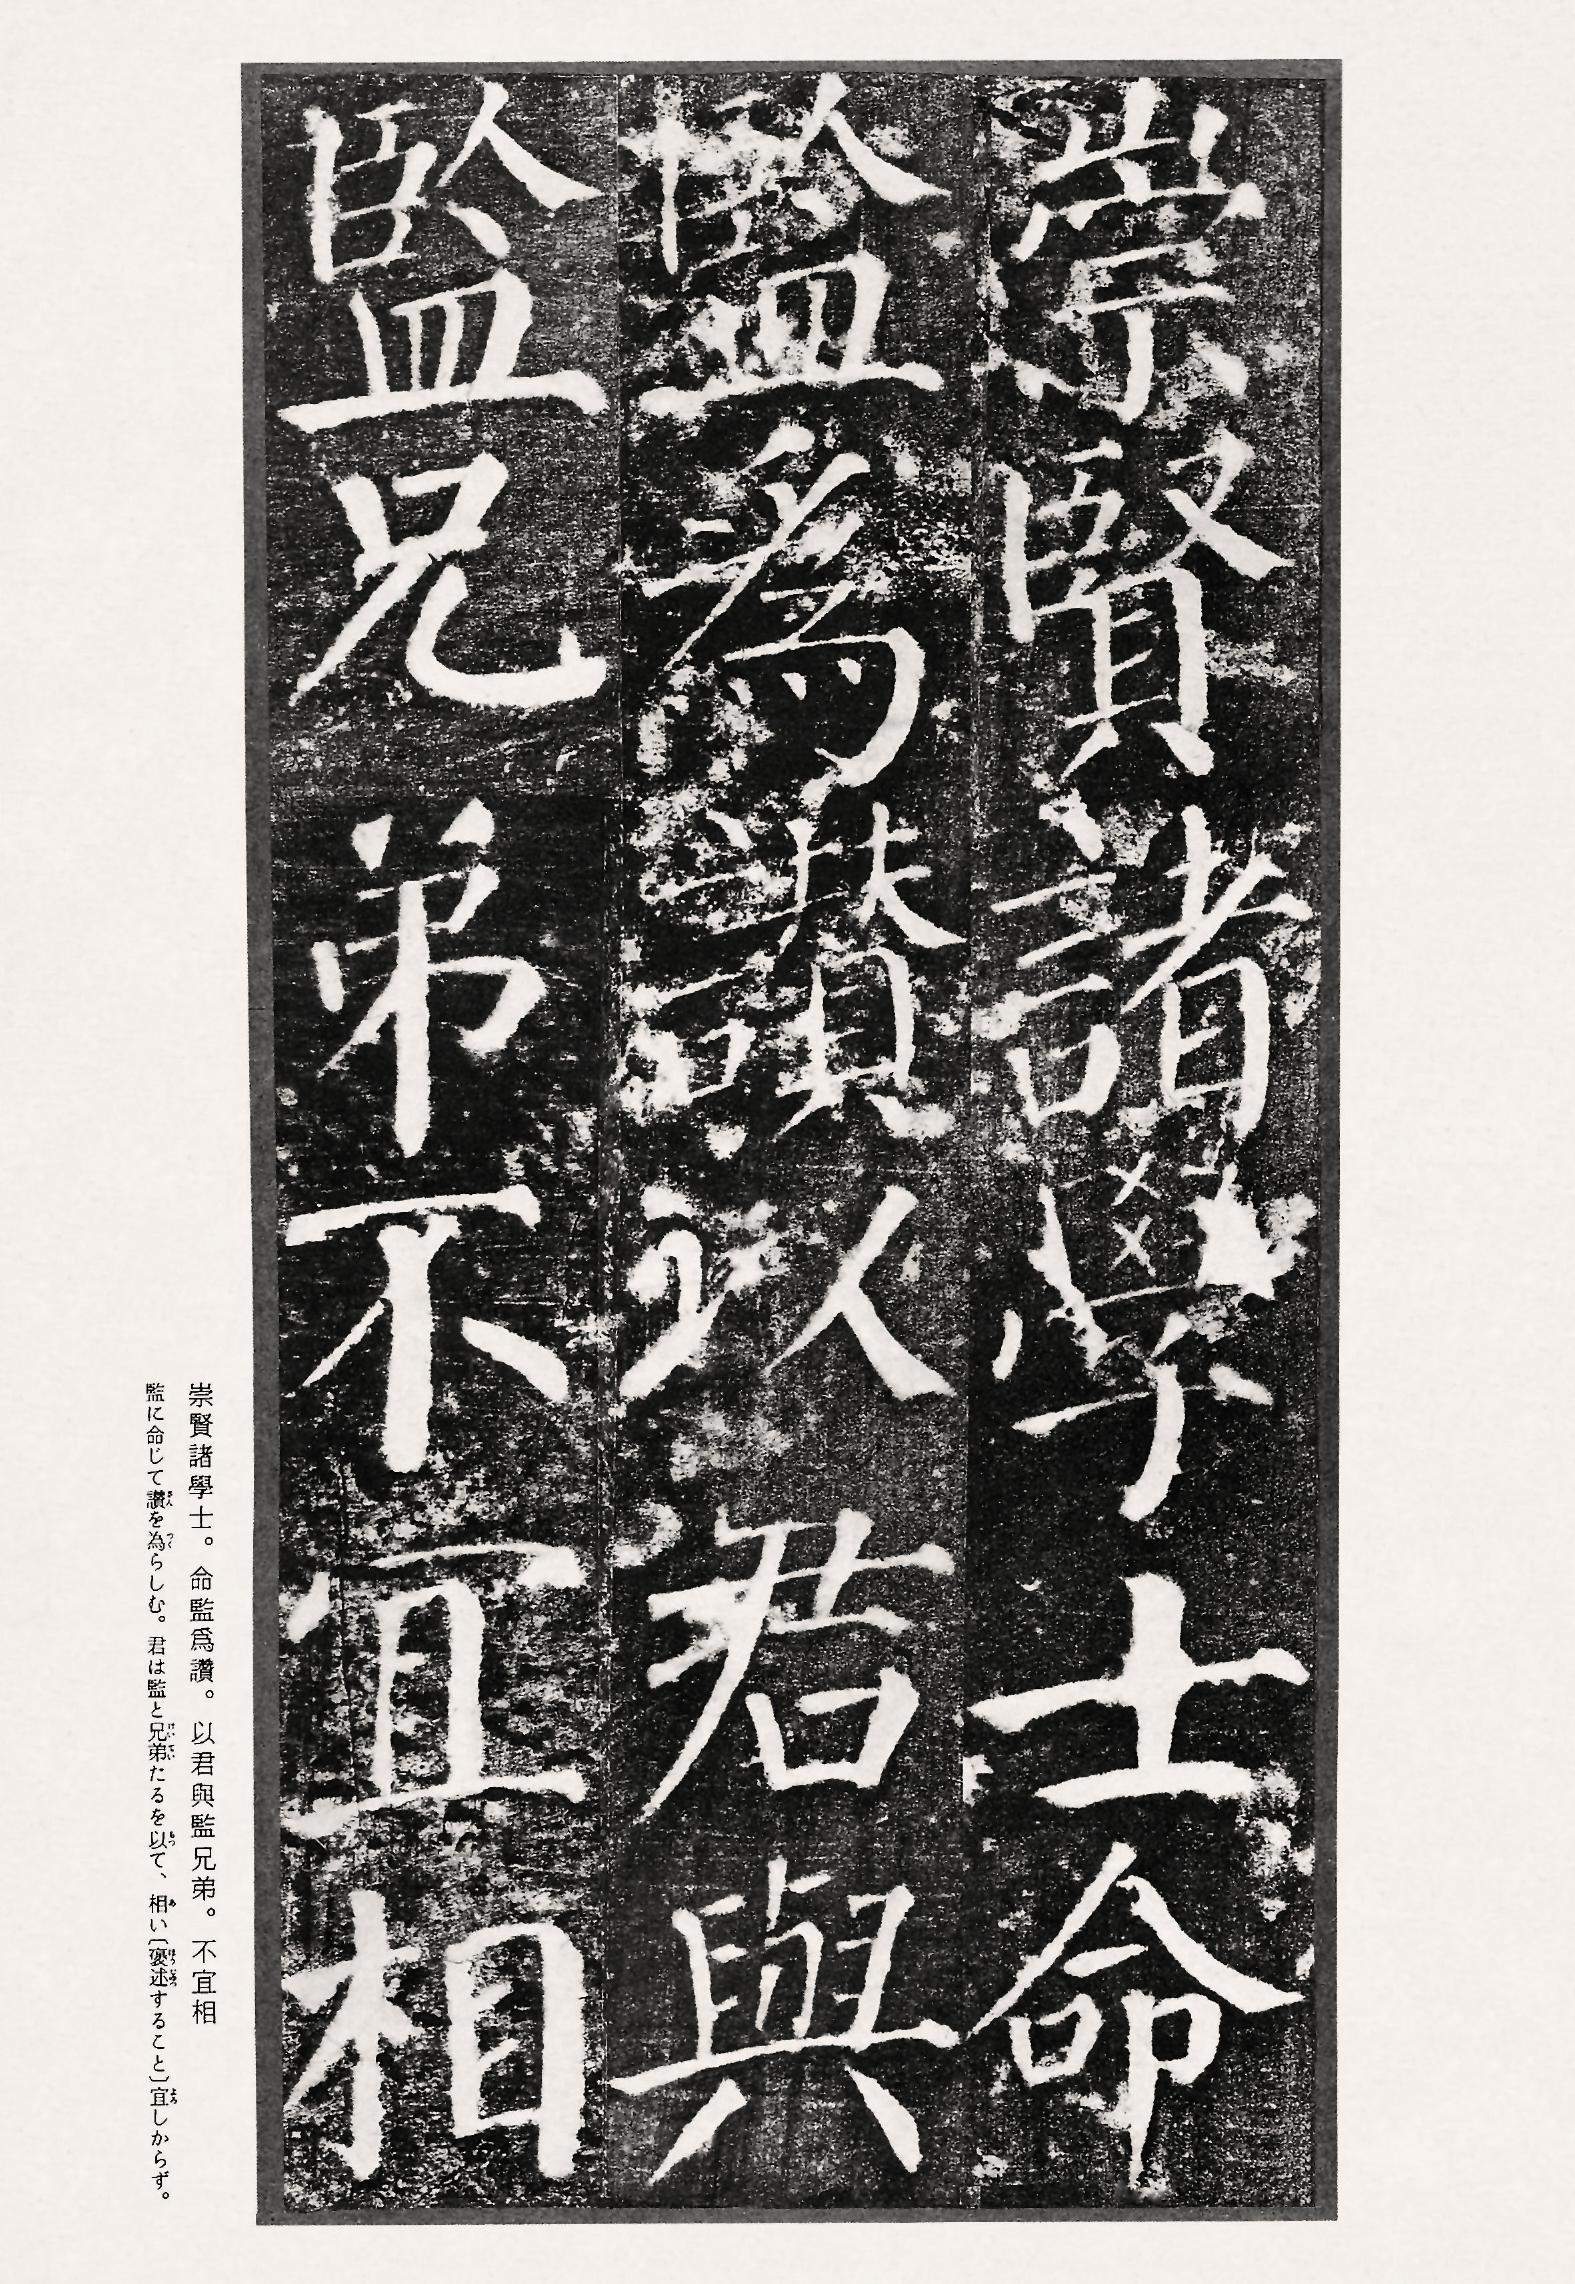 崇賢諸學士命
監爲讚以君與
監兄弟不宜相
崇賢諸學士。命監爲讚。以君與監兄弟。不宜相
監に命じて讚を為らしむ。君は監と兄弟たるを以て、相い〔褒述すること〕宜しからず。